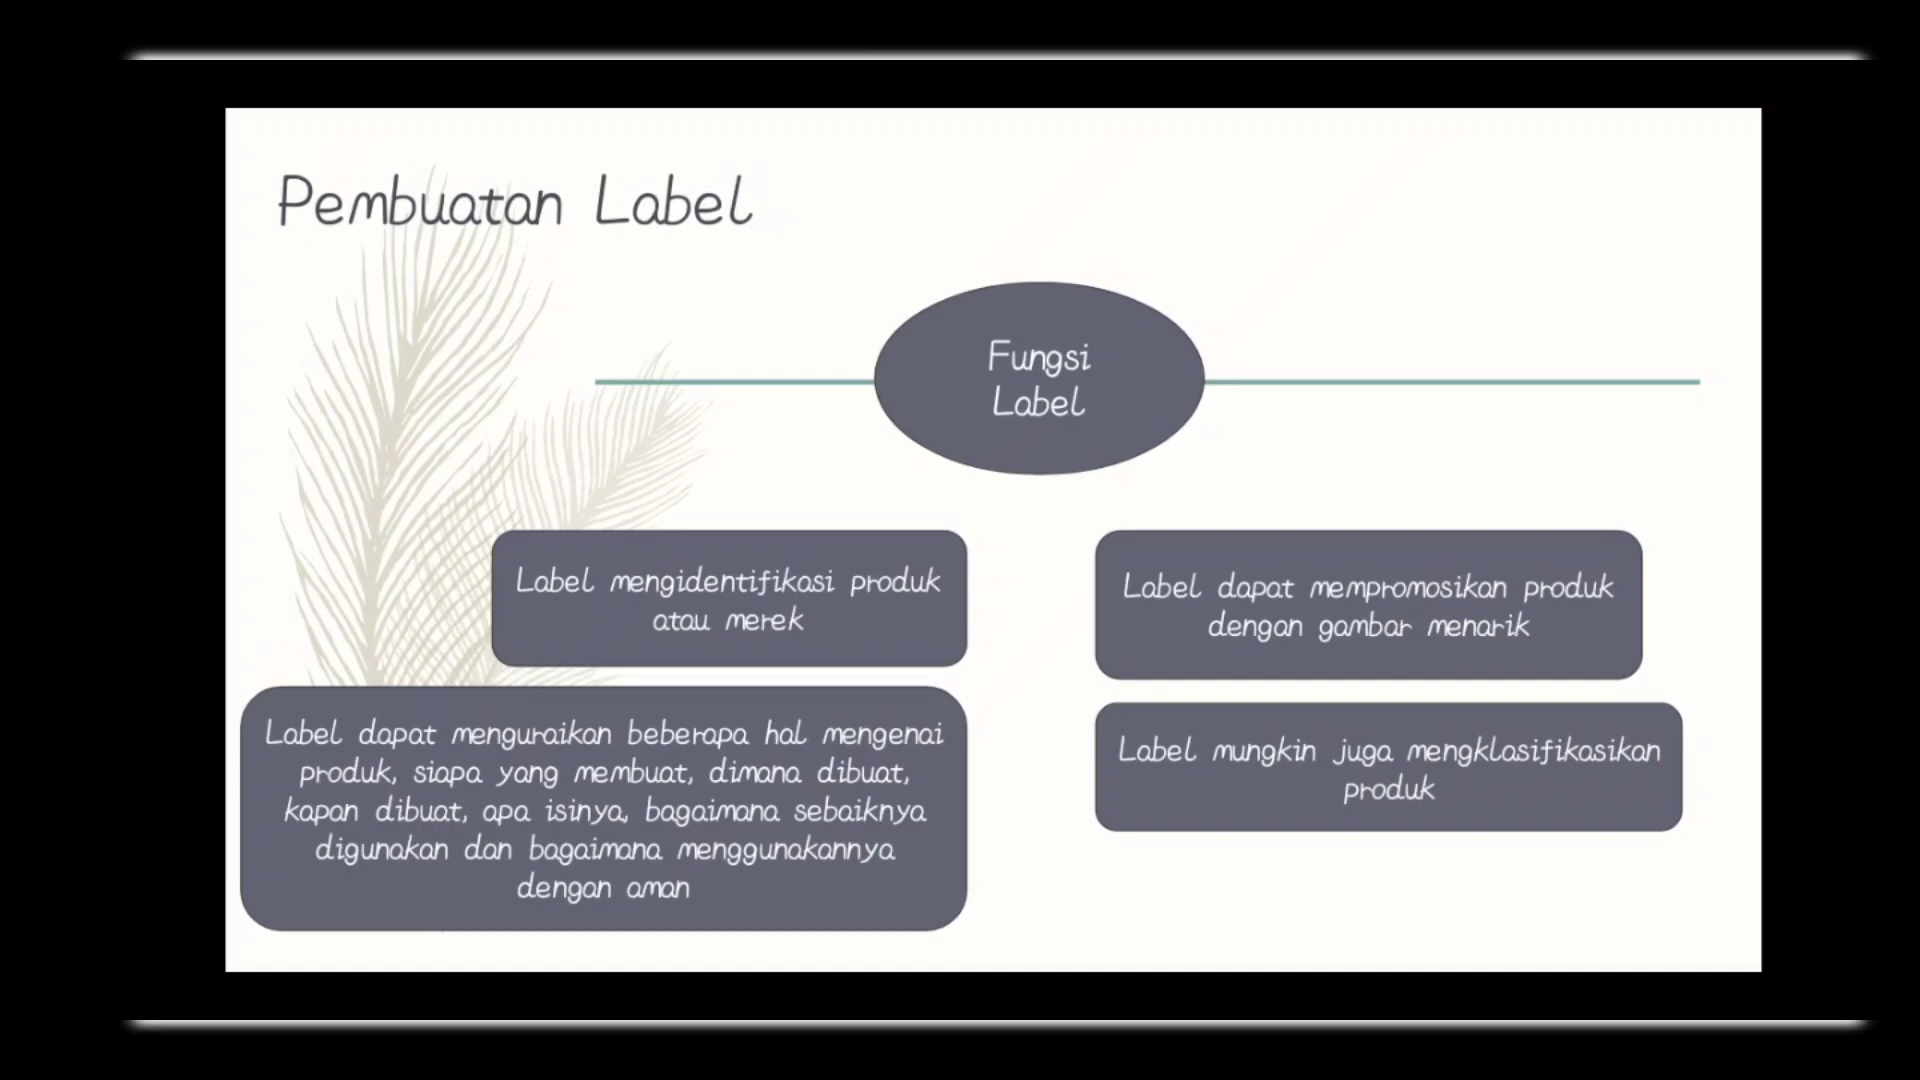 Pembuatan Label
Fungsi
Label
Label mengidentifikasi produk
atau merek
Label dapat mempromosikan produk
dengan gambar menarik
Label dapat menguraikan beberapa hal mengenai
produk, siapa yang membuat, dimana dibuat,
kapan dibuat, apa isinya, bagaimana sebaiknya
digunakan dan bagaimana menggunakannya
dengan aman
Label mungkin juga mengklasifikasikan
produk